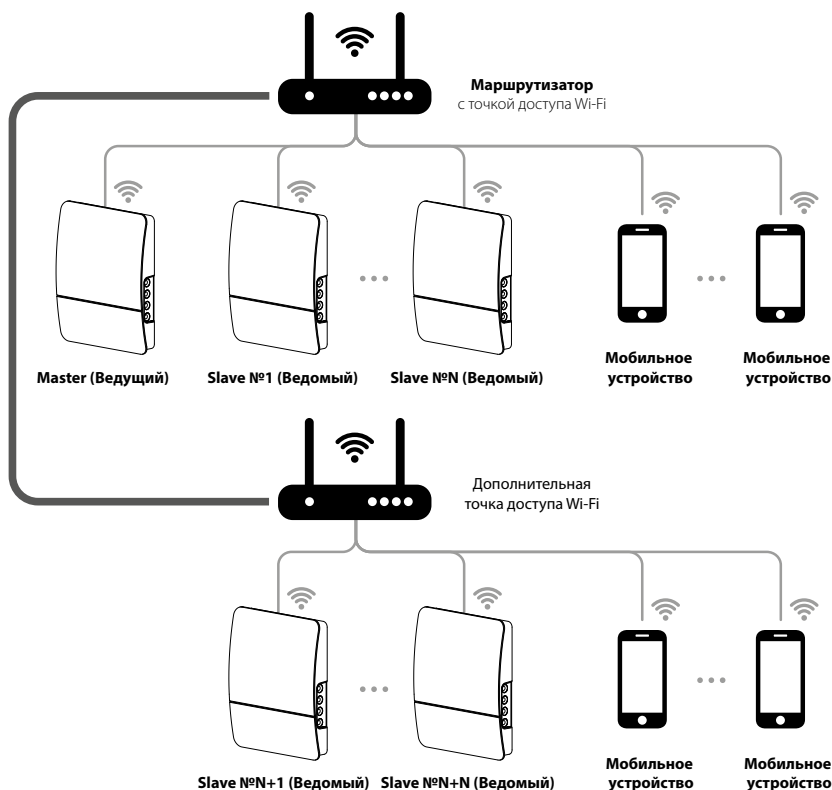 Маршрутизатор
с точкой доступа Wi-Fi
Master (Ведущий)
Slave №1 (Ведомый)
Slave №N (Ведомый)
Мобильное
устройство
Мобильное
устройство
Дополнительная
точка доступа Wi-Fi
Slave №N+1 (Ведомый)
Slave №N+N (Ведомый)
Мобильное
устройство
Мобильное
устройство